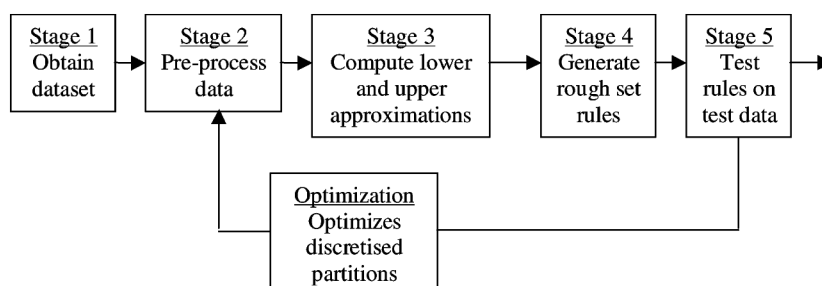 Stage 1
Obtain
dataset
Stage 2
Pre-process
data
Stage 3
Compute lower
and upper
approximations
Stage 4
Generate
rough set
rules
Stage 5
Test
rules on
test data
Optimization
Optimizes
discretised
partitions